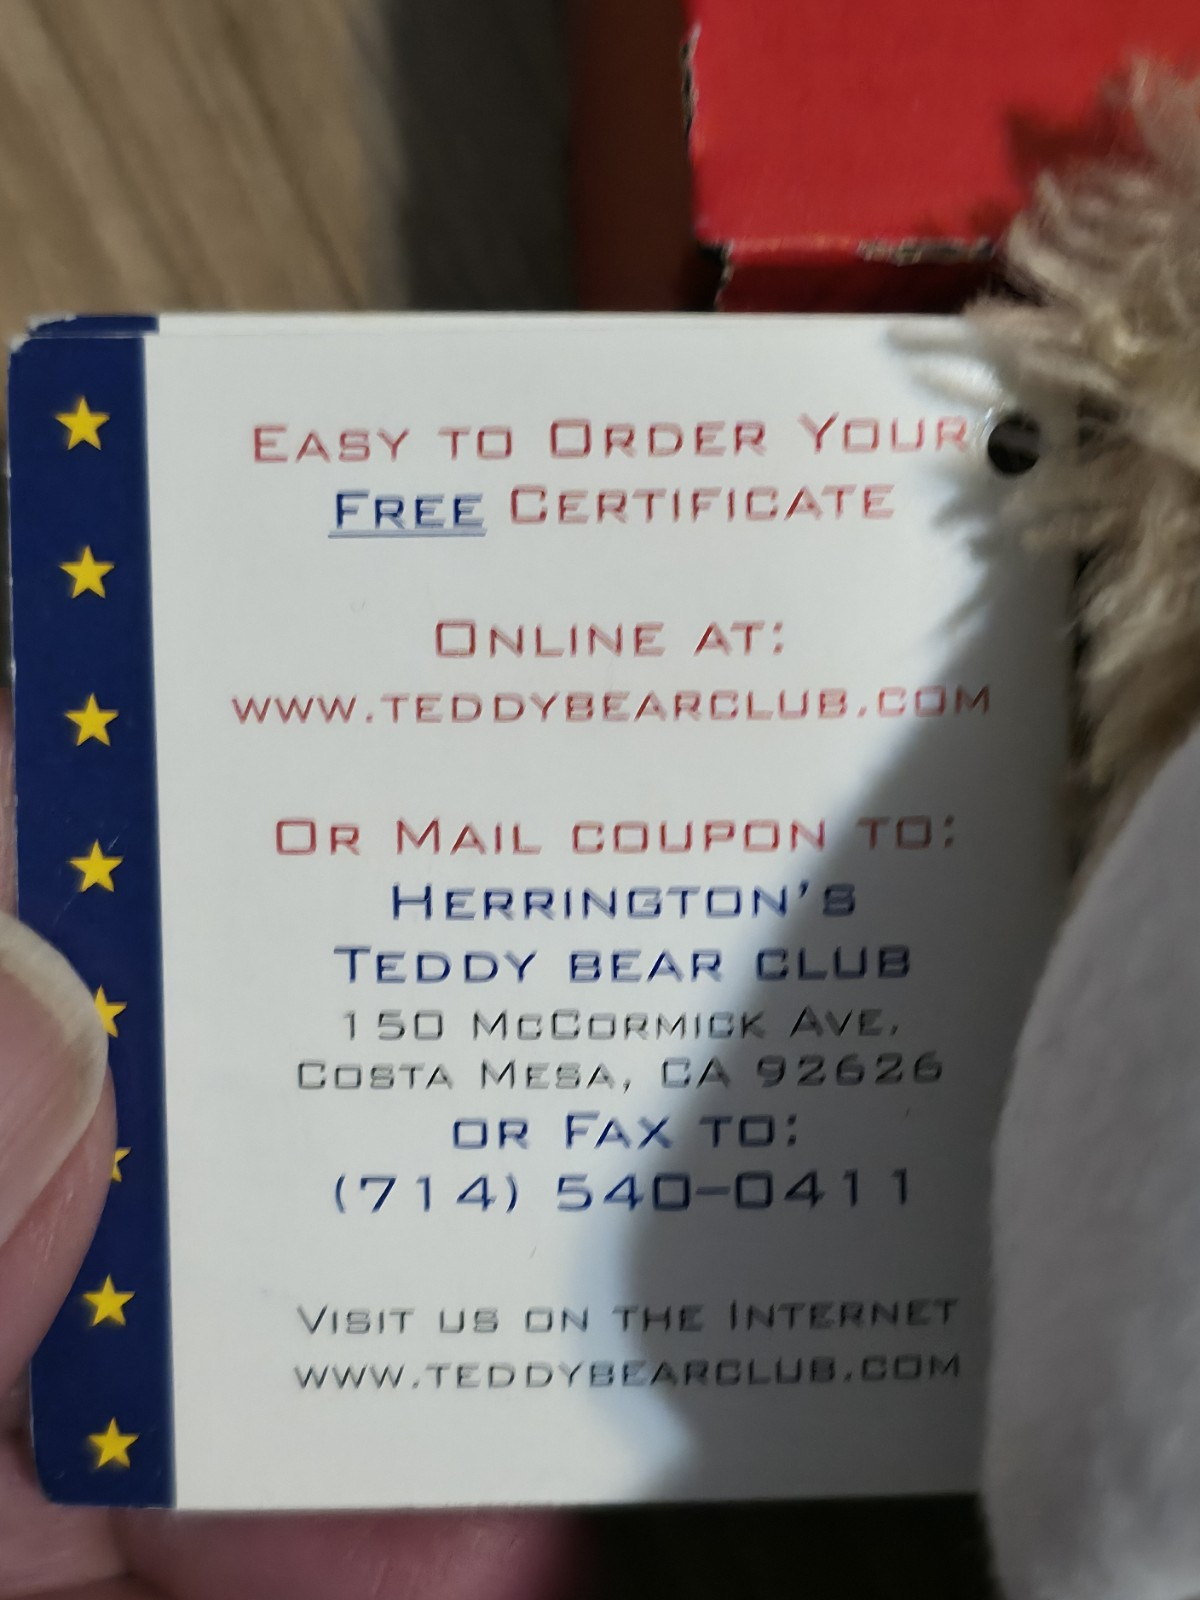 Easy to Order Your
Free Certificate
Online at:
www.teddybearclub.com
Or Mail coupon to:
Herrington's
Teddy bear club
150 McCormick Ave.
Costa Mesa, CA 92626
or Fax to:
(714) 540-0411
Visit us on the Internet
www.teddybearclub.com